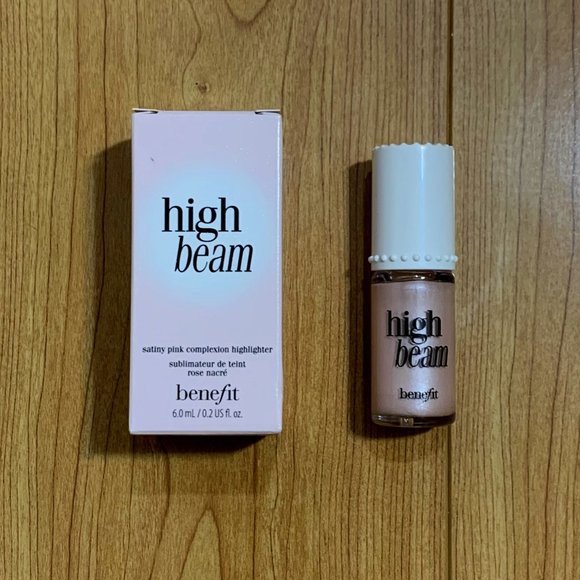 high
beam
satiny pink complexion highlighter
sublimateur de teint
rose nacré
benefit
6.0 mL / 0.2 US fl. oz.
high
beam
benefit